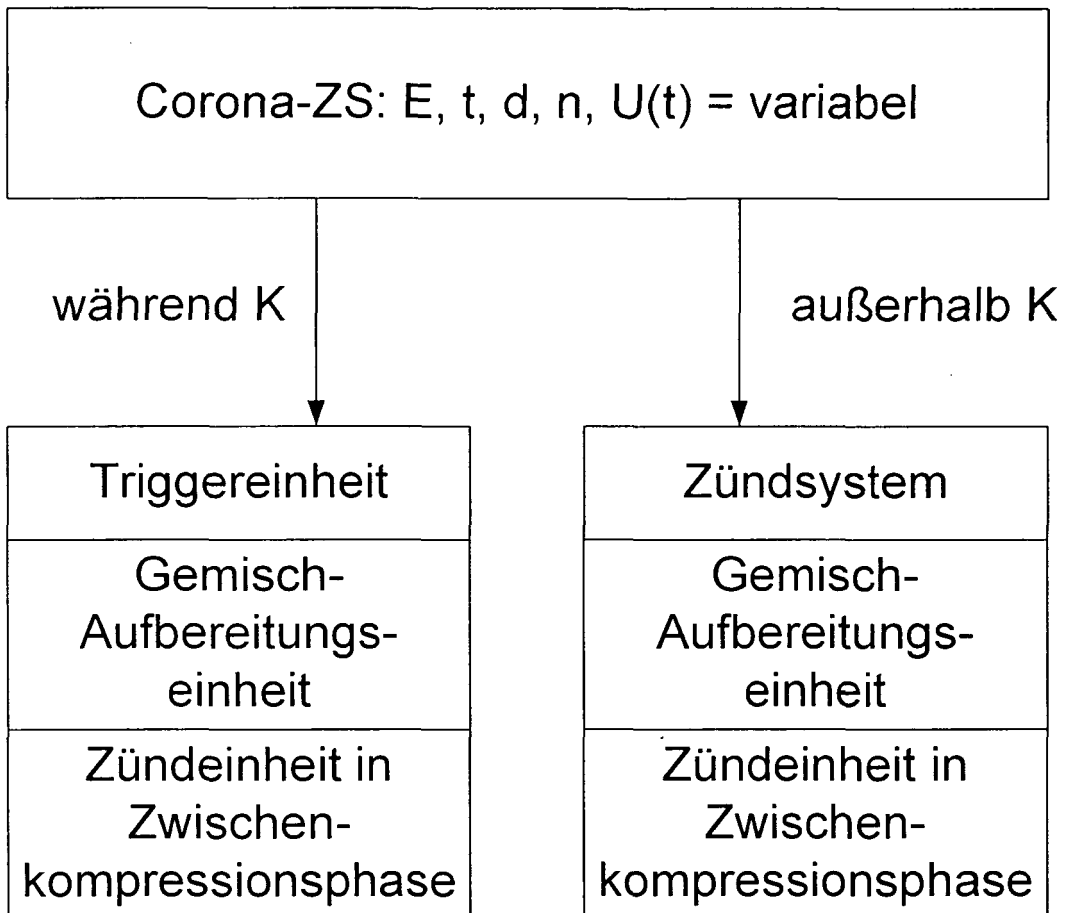 Corona-ZS: E, t, d, n, U(t) = variabel
während K
außerhalb K
Triggereinheit
Gemisch-
Aufbereitungs-
einheit
Zündeinheit in
Zwischen-
kompressionsphase
Zündsystem
Gemisch-
Aufbereitungs-
einheit
Zündeinheit in
Zwischen-
kompressionsphase